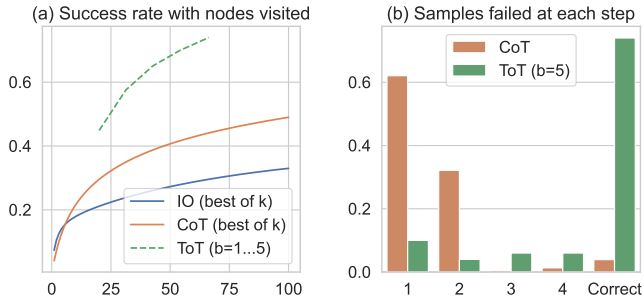 (a) Success rate with nodes visited
0.6
0.4
0.2
0
25
50
75
100
IO (best of k)
CoT (best of k)
ToT (b=1...5)
(b) Samples failed at each step
0.6
0.4
0.2
0.0
1
2
3
4
Correct
CoT
ToT (b=5)